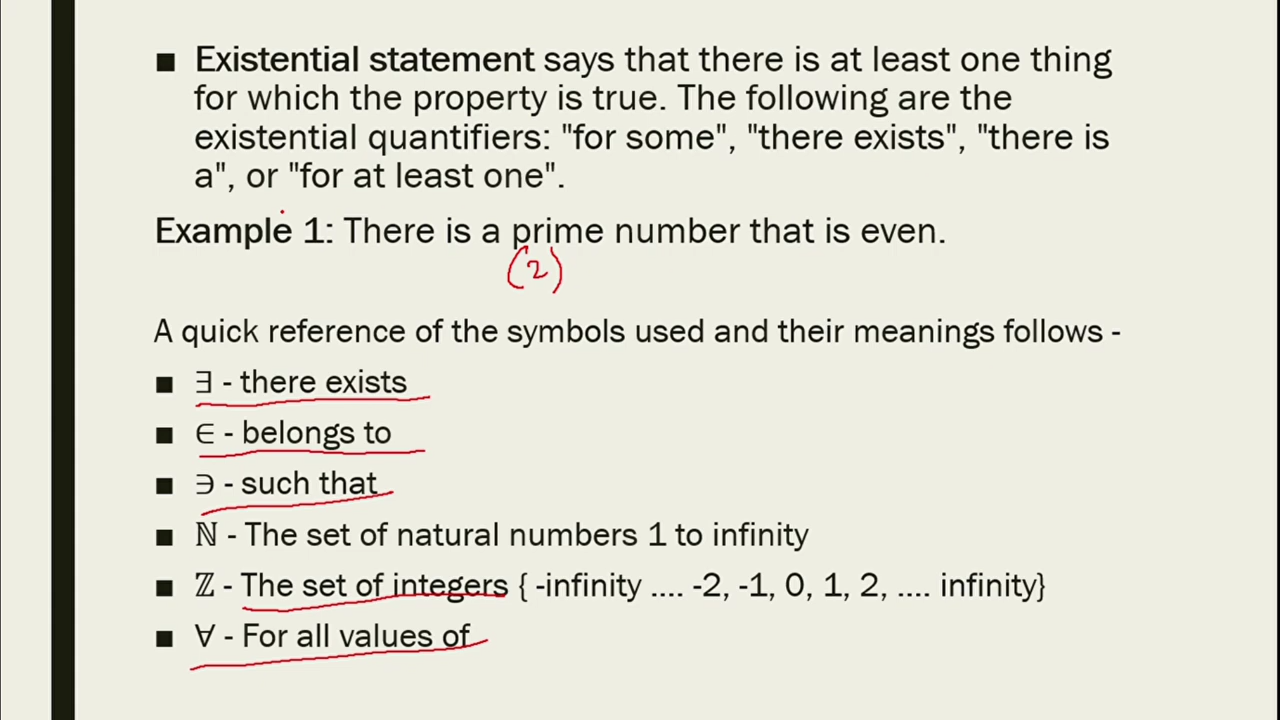 ■ Existential statement says that there is at least one thing
for which the property is true. The following are the
existential quantifiers: "for some", "there exists", "there is
a", or "for at least one".
Example 1: There is a prime number that is even.
(2)
A quick reference of the symbols used and their meanings follows -
■ ∃ - there exists
■ ∈ - belongs to
■ ∋ - such that
■ ℕ - The set of natural numbers 1 to infinity
■ ℤ - The set of integers { -infinity .... -2, -1, 0, 1, 2, .... infinity}
■ ∀ - For all values of